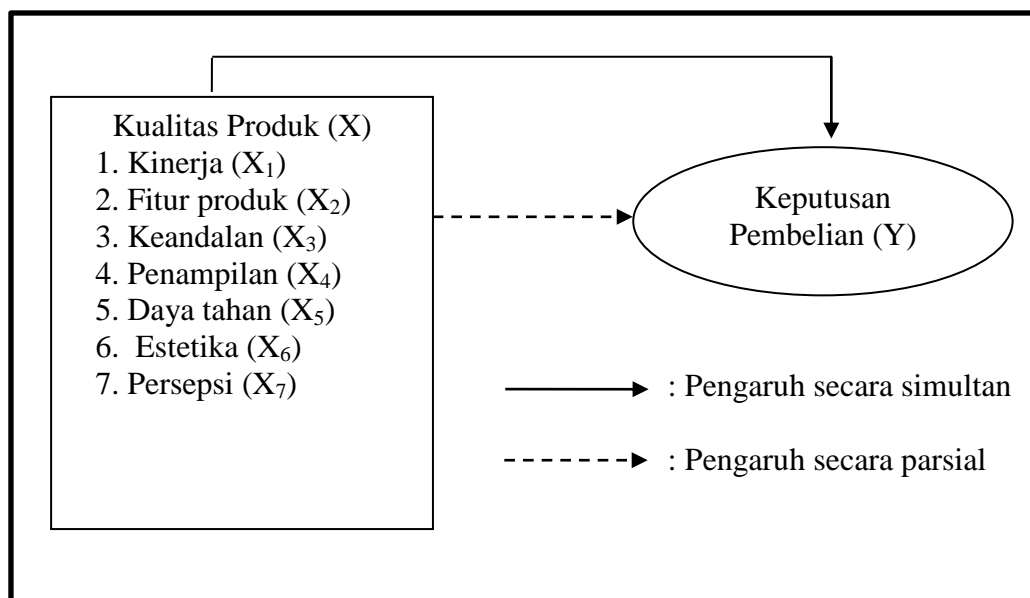 Kualitas Produk (X)
1. Kinerja (X₁)
2. Fitur produk (X₂)
3. Keandalan (X₃)
4. Penampilan (X₄)
5. Daya tahan (X₅)
6. Estetika (X₆)
7. Persepsi (X₇)
Keputusan
Pembelian (Y)
: Pengaruh secara simultan
: Pengaruh secara parsial